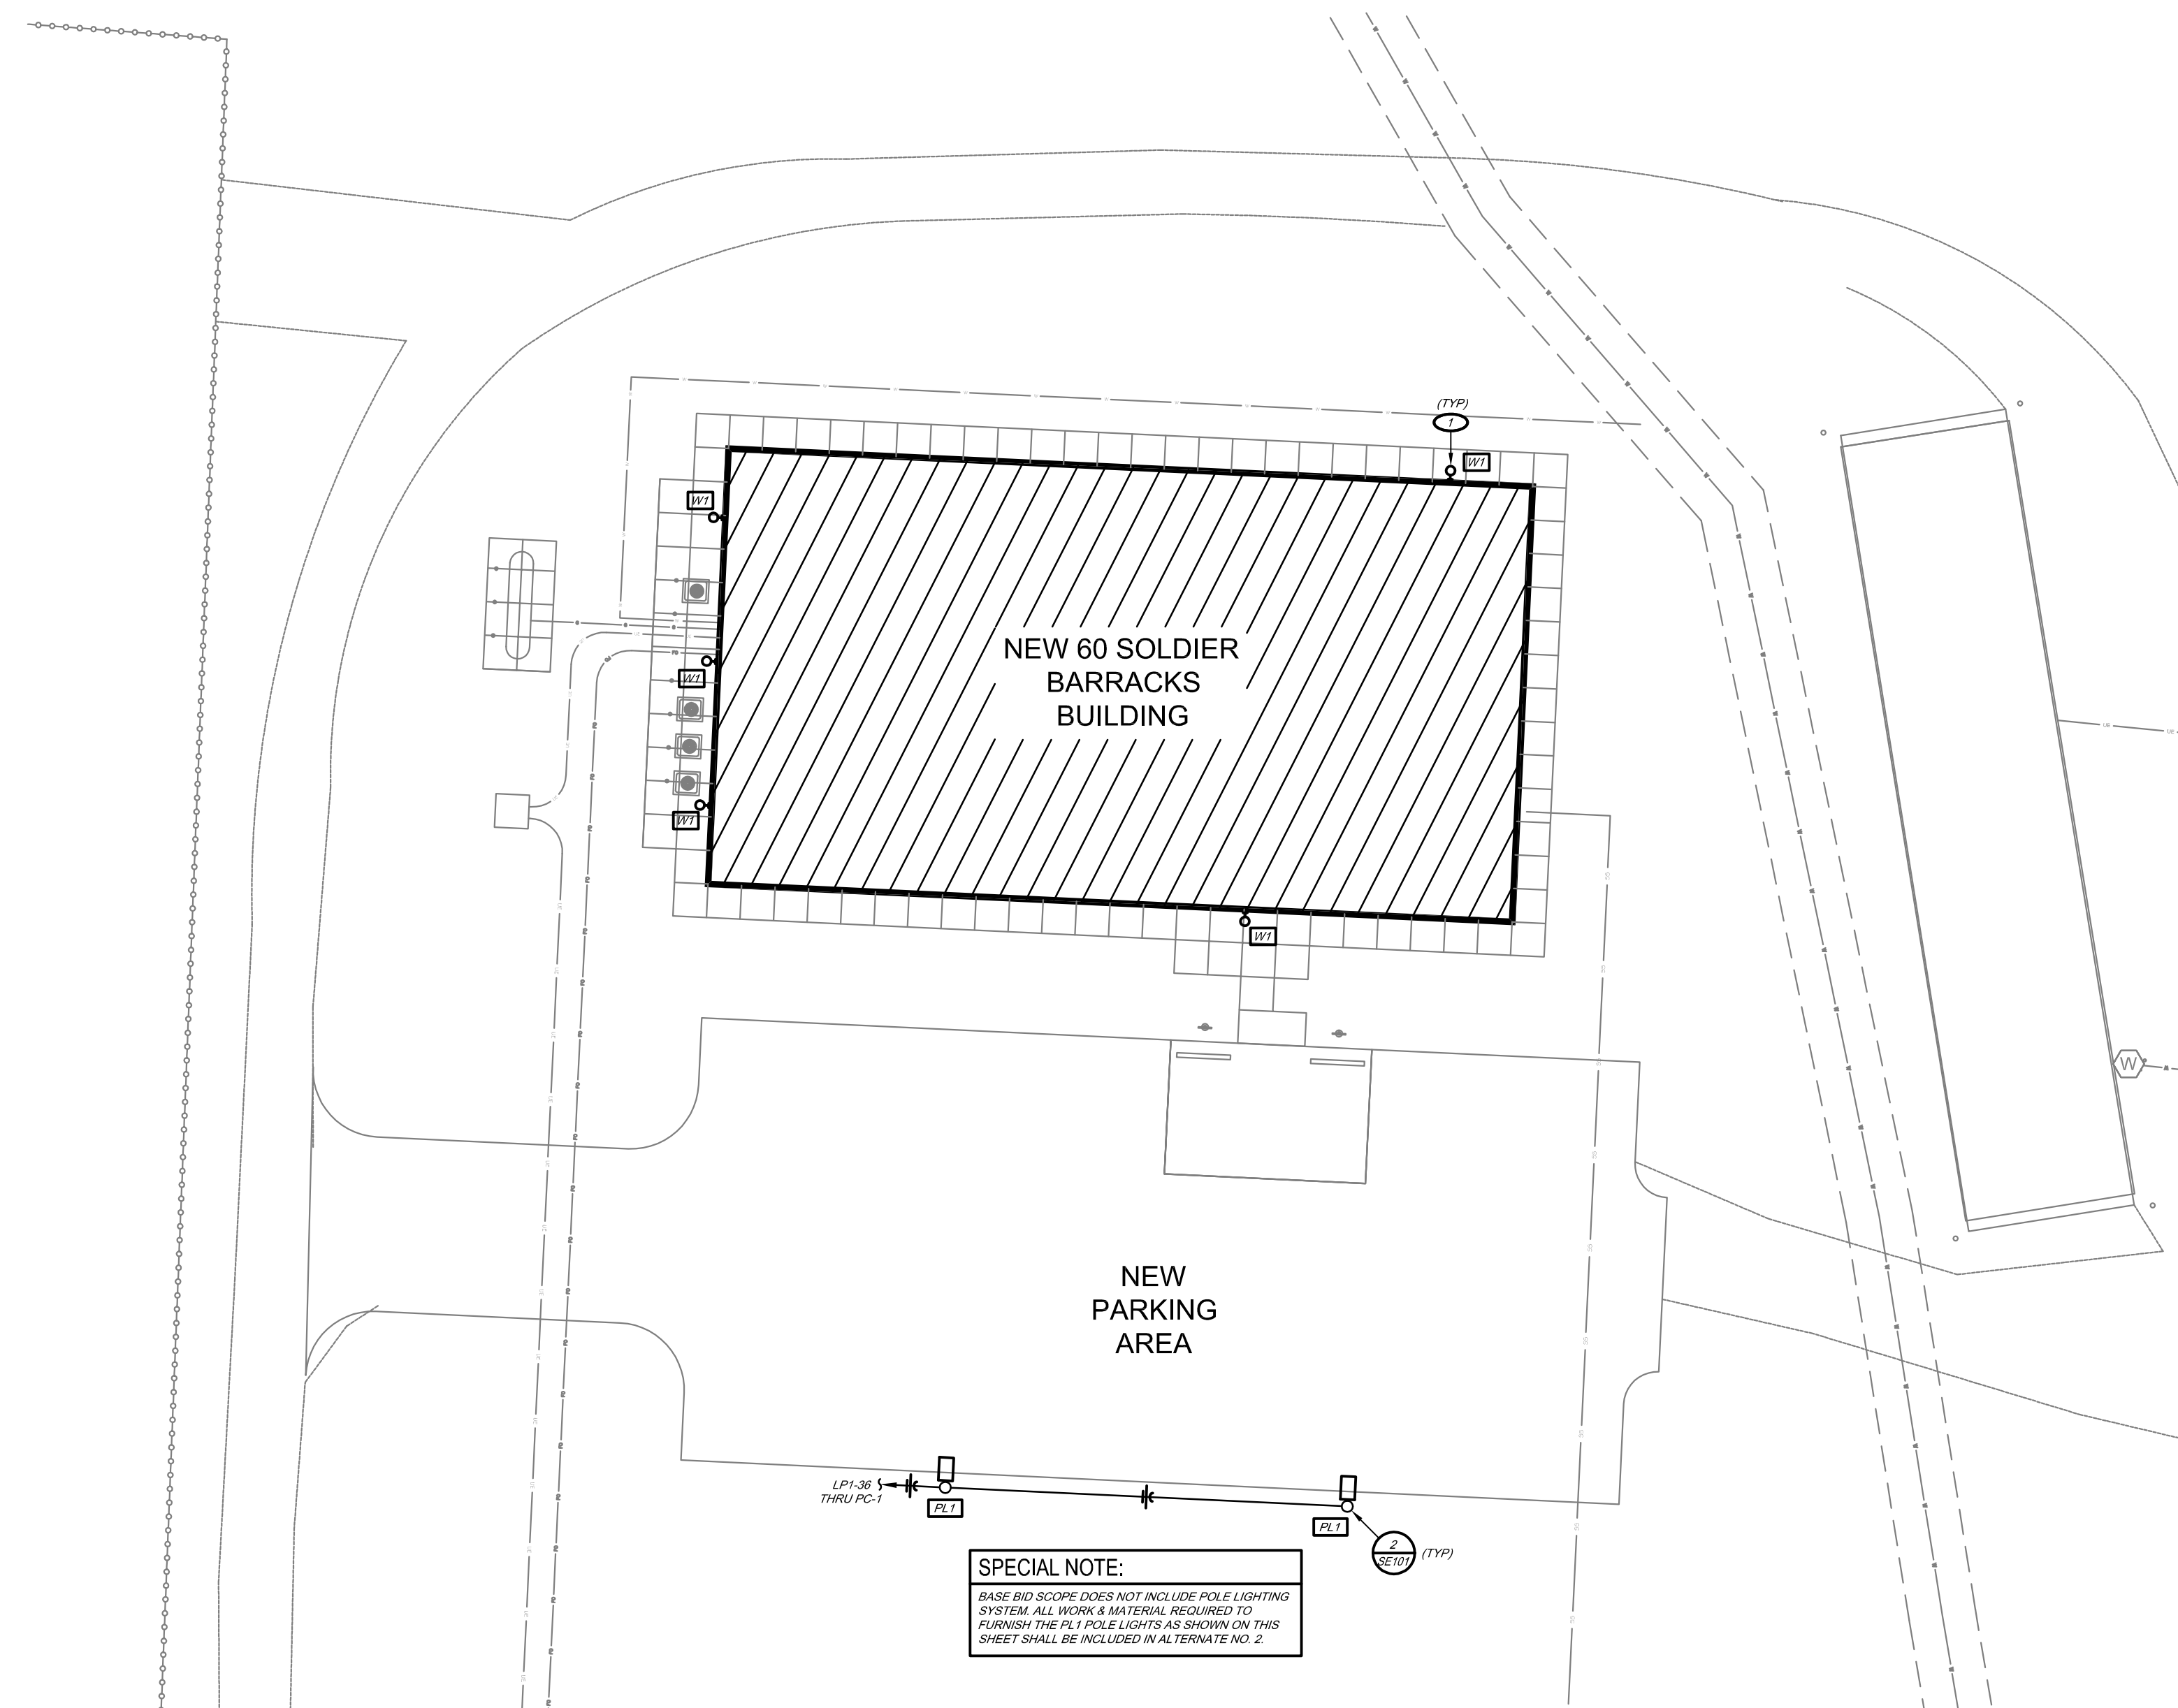 (TYP)
1
W1
W1
W1
W1
W1
NEW 60 SOLDIER
BARRACKS
BUILDING
W
NEW
PARKING
AREA
LP1-36
THRU PC-1
PL1
PL1
2
SE101
(TYP)
SPECIAL NOTE:
BASE BID SCOPE DOES NOT INCLUDE POLE LIGHTING
SYSTEM. ALL WORK & MATERIAL REQUIRED TO
FURNISH THE PL1 POLE LIGHTS AS SHOWN ON THIS
SHEET SHALL BE INCLUDED IN ALTERNATE NO. 2.